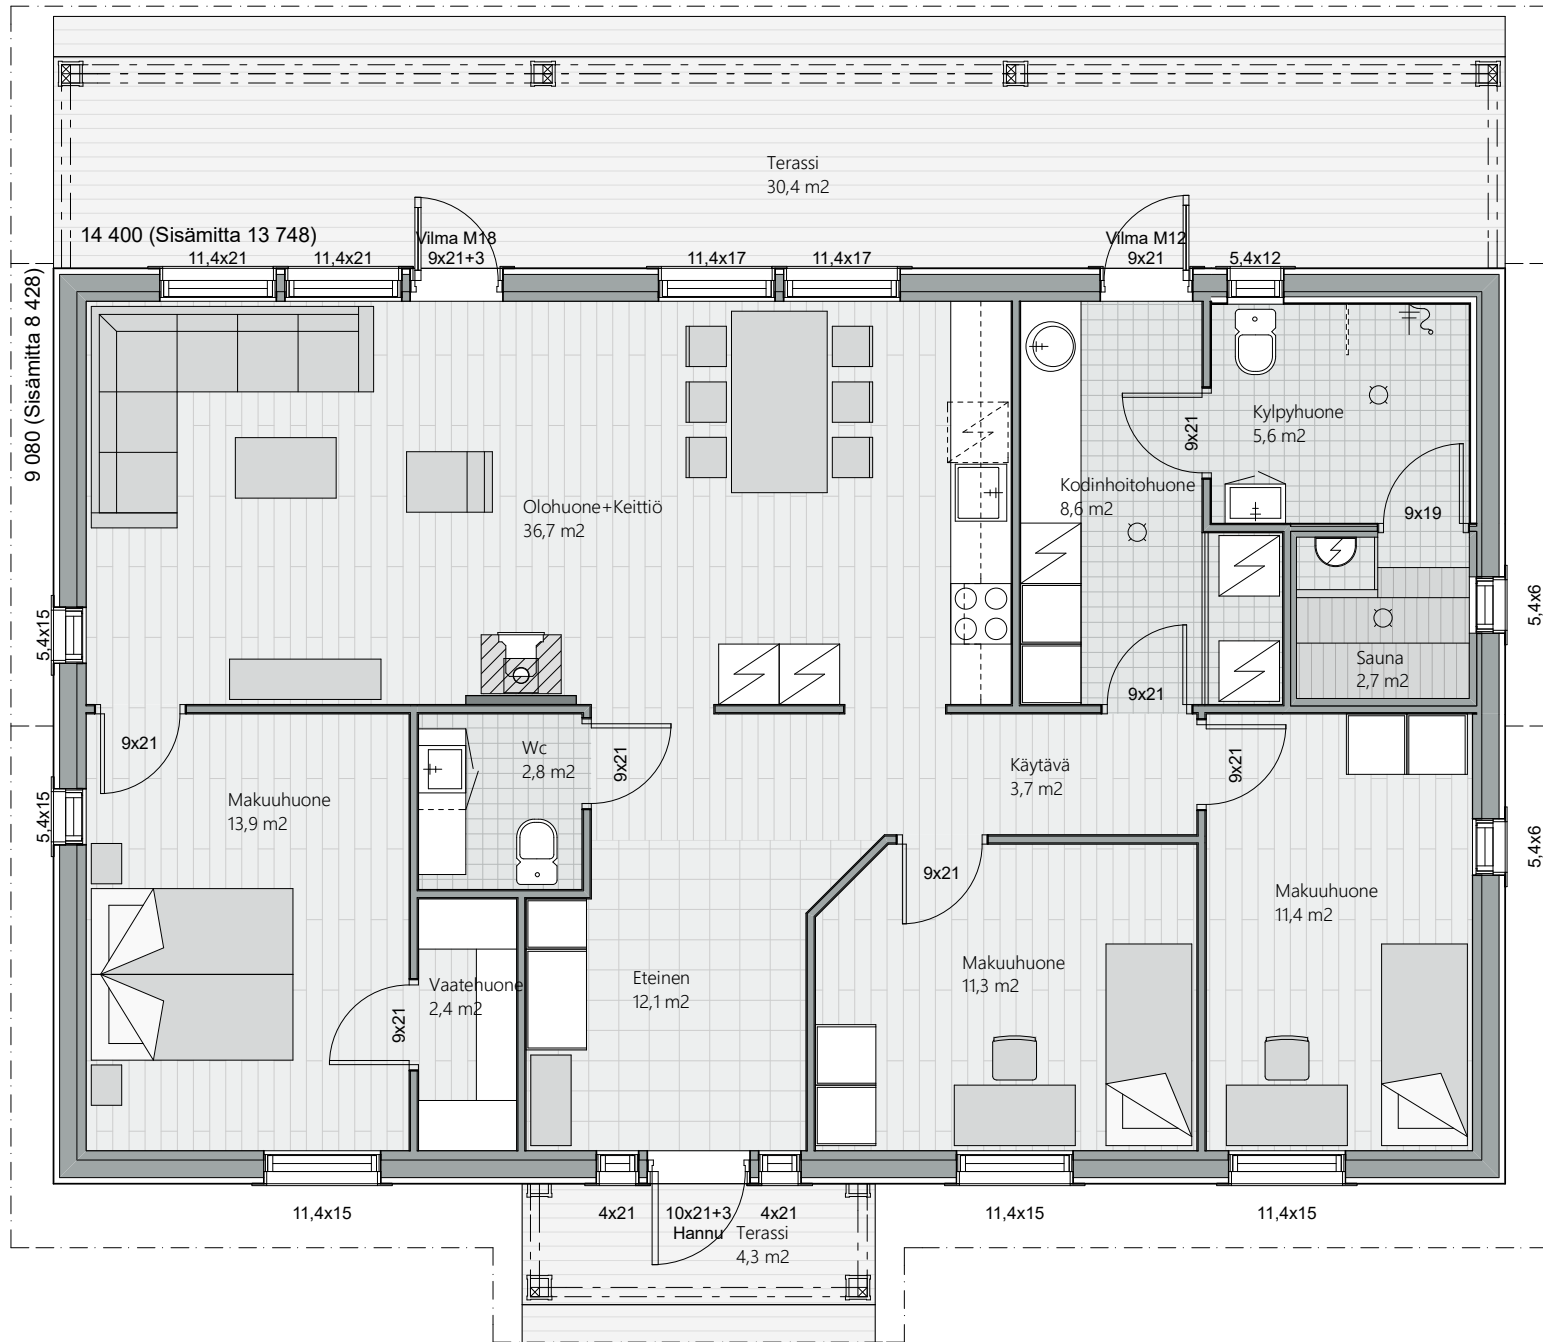 Terassi
30,4 m2
14 400 (Sisämitta 13 748)
Vilma M18
Vilma M12
11,4x21
11,4x21
9x21+3
11,4x17
11,4x17
9x21
5,4x12
9 080 (Sisämitta 8 428)
Kylpyhuone
5,6 m2
9x21
Kodinhoitohuone
8,6 m2
Olohuone+Keittiö
36,7 m2
9x19
5,4x15
5,4x6
Sauna
2,7 m2
9x21
9x21
Wc
2,8 m2
9x21
Käytävä
3,7 m2
9x21
5,4x15
Makuuhuone
13,9 m2
5,4x6
9x21
Makuuhuone
11,4 m2
Makuuhuone
11,3 m2
Eteinen
12,1 m2
Vaatehuone
2,4 m2
9x21
11,4x15
4x21
10x21+3
4x21
Hannu
Terassi
4,3 m2
11,4x15
11,4x15